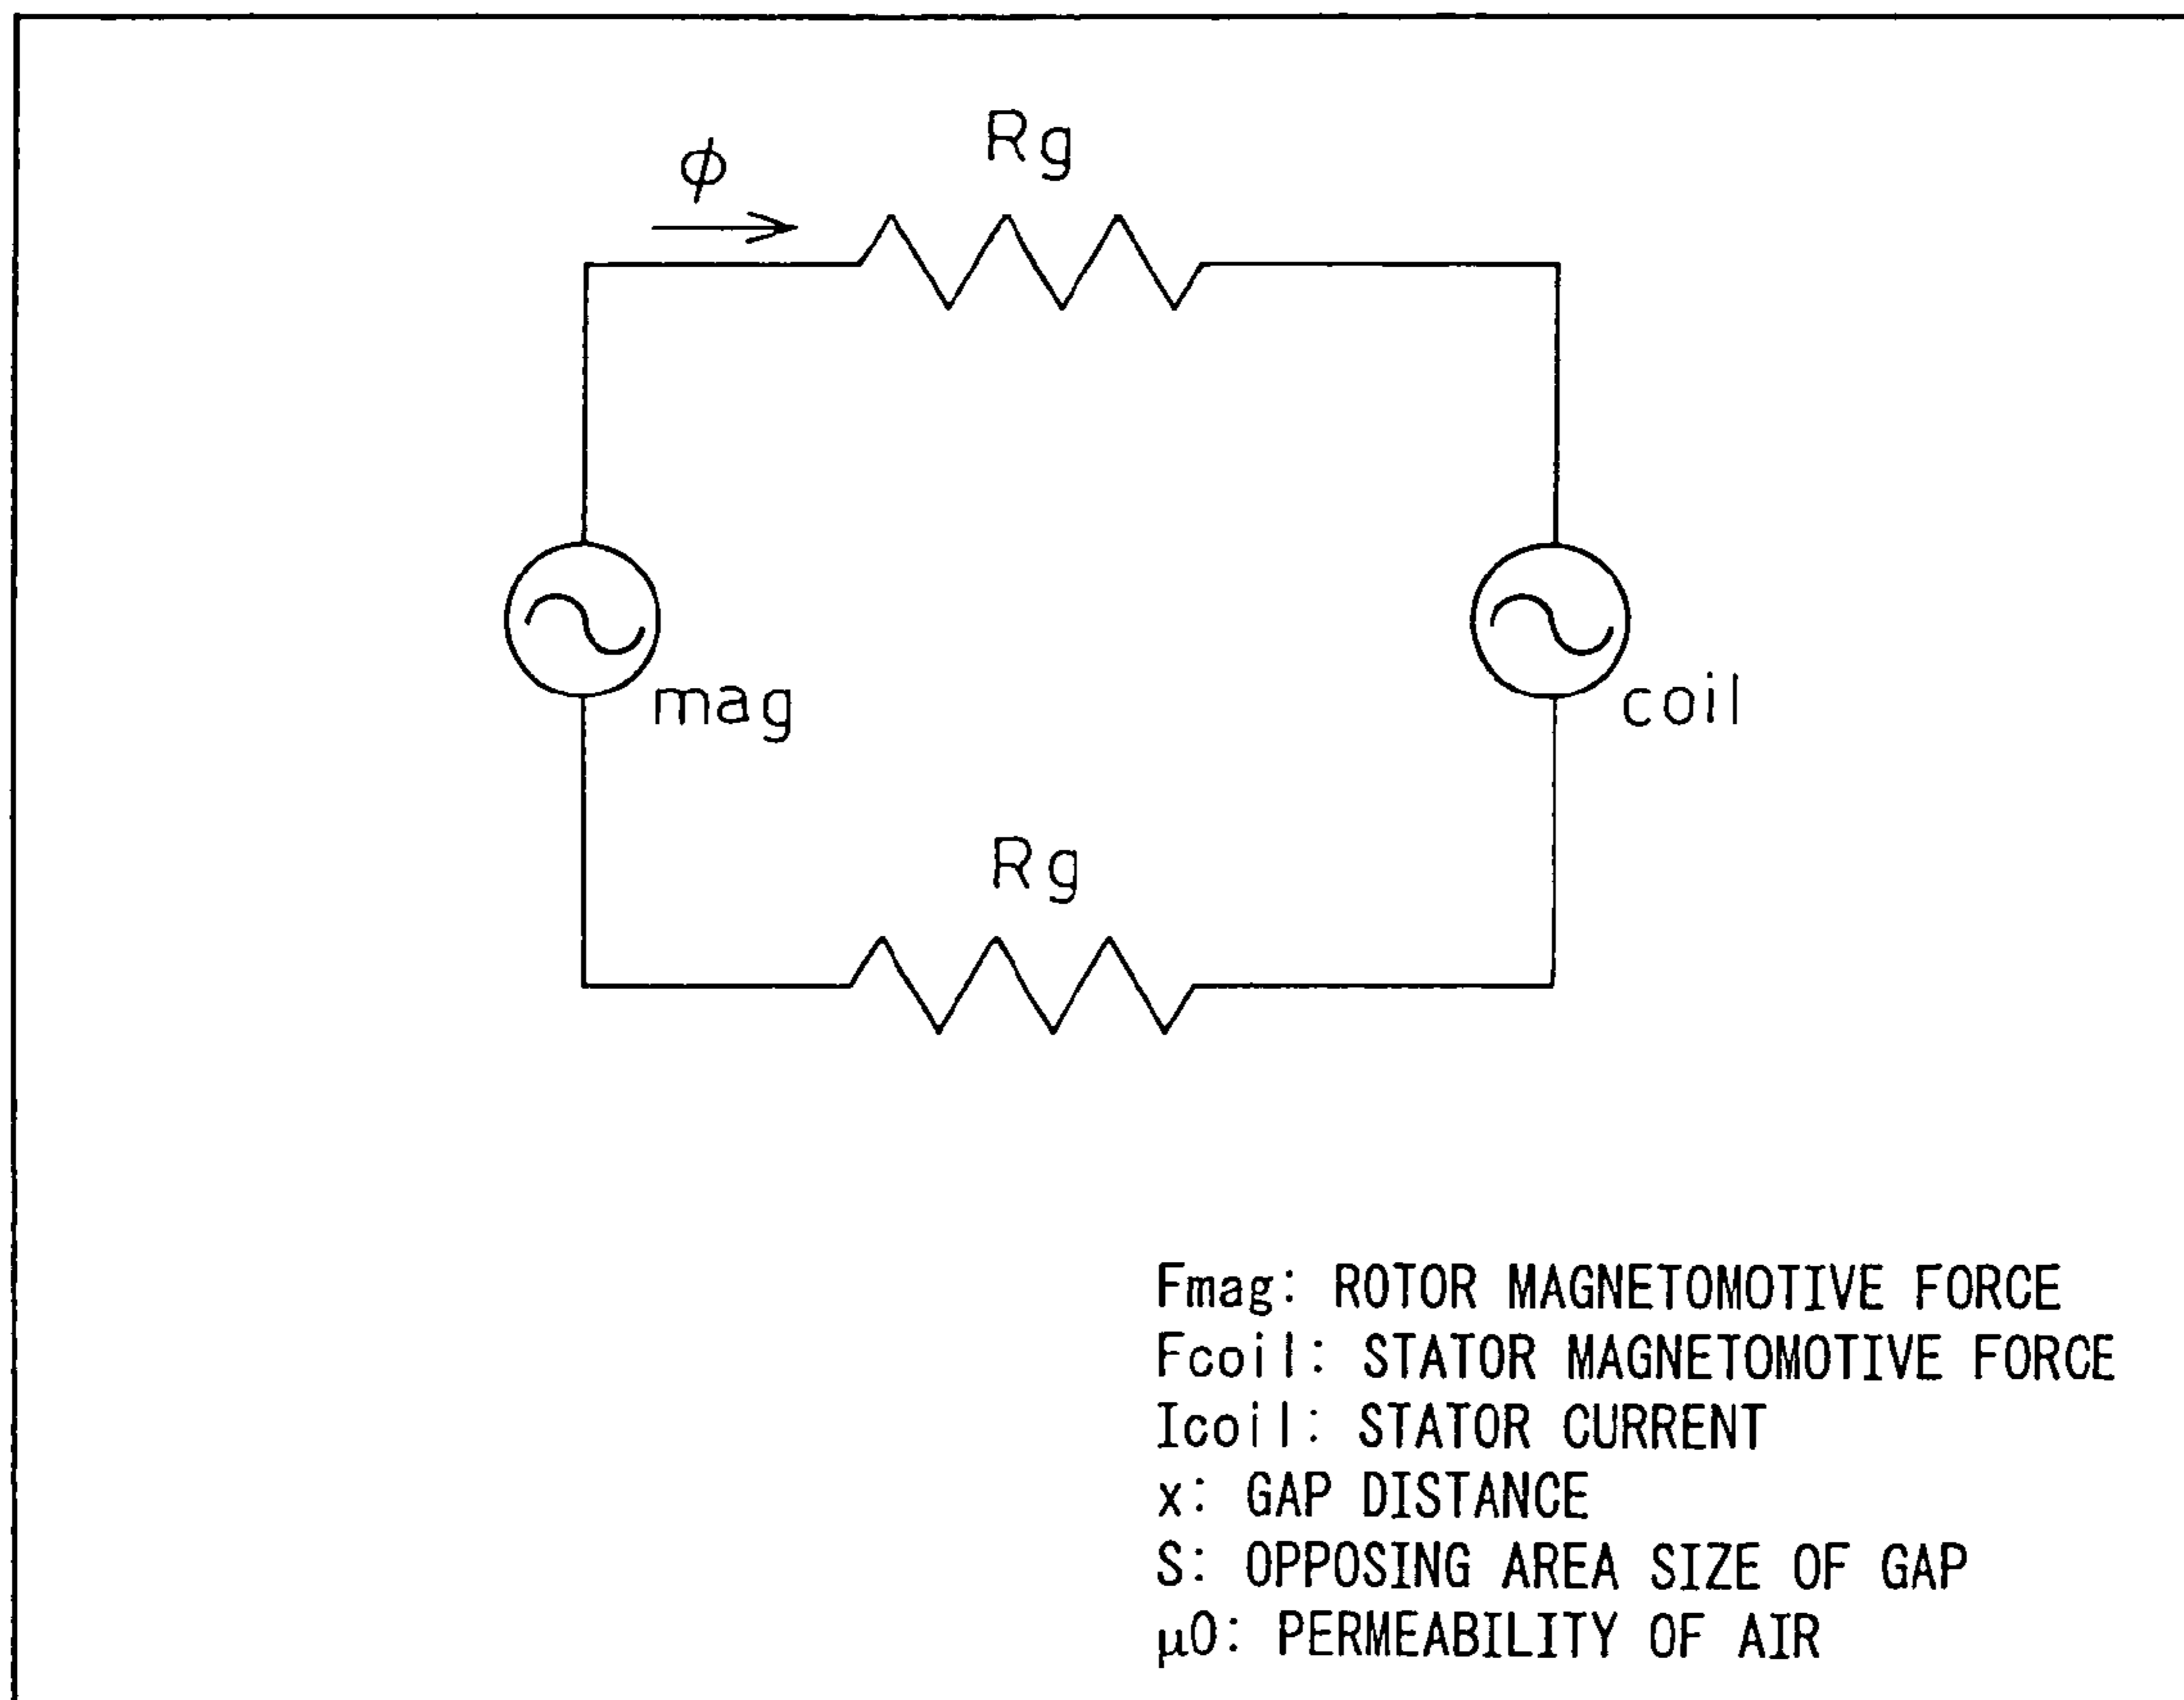 Rg
ϕ
mag
coil
Rg
Fmag: ROTOR MAGNETOMOTIVE FORCE
Fcoil: STATOR MAGNETOMOTIVE FORCE
Icoil: STATOR CURRENT
x: GAP DISTANCE
S: OPPOSING AREA SIZE OF GAP
μ0: PERMEABILITY OF AIR